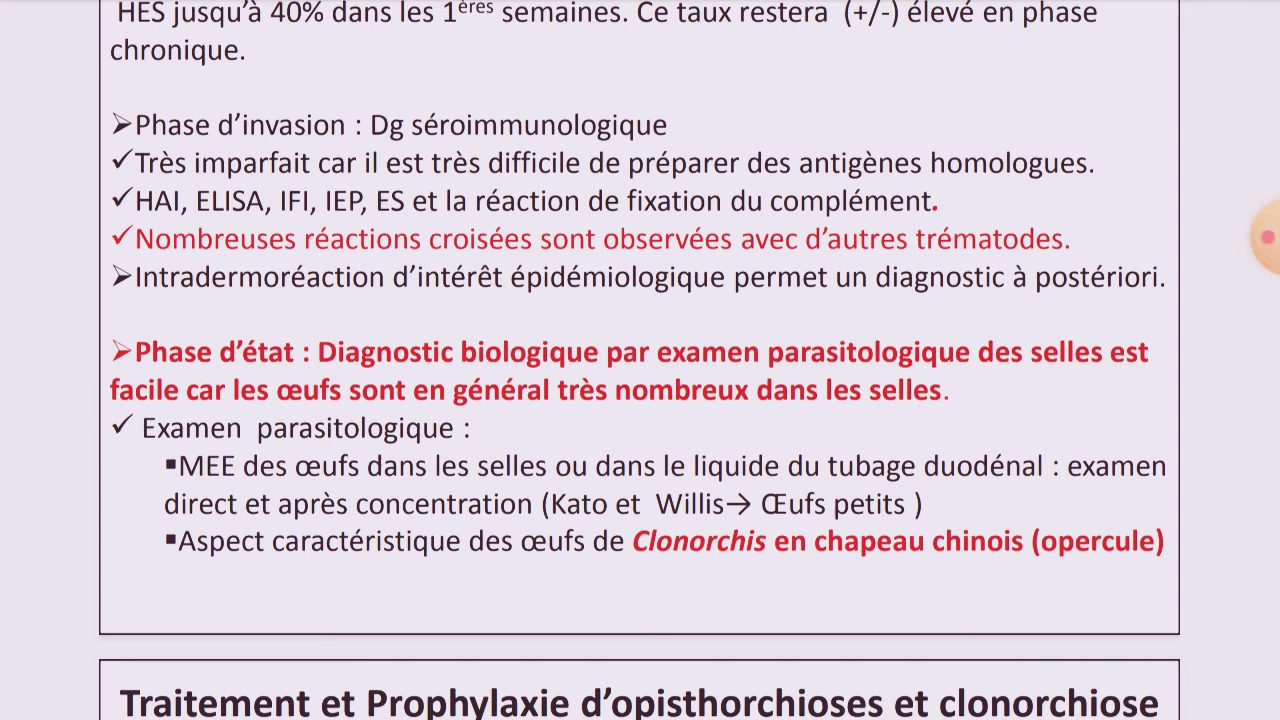 HES jusqu'à 40% dans les 1ères semaines. Ce taux restera (+/-) élevé en phase
chronique.
➢Phase d'invasion : Dg séroimmunologique
✓Très imparfait car il est très difficile de préparer des antigènes homologues.
✓HAI, ELISA, IFI, IEP, ES et la réaction de fixation du complément.
✓Nombreuses réactions croisées sont observées avec d'autres trématodes.
➢Intradermoréaction d'intérêt épidémiologique permet un diagnostic à postériori.
➢Phase d'état : Diagnostic biologique par examen parasitologique des selles est
facile car les œufs sont en général très nombreux dans les selles.
✓ Examen parasitologique :
▪MEE des œufs dans les selles ou dans le liquide du tubage duodénal : examen
direct et après concentration (Kato et Willis→ Œufs petits )
▪Aspect caractéristique des œufs de Clonorchis en chapeau chinois (opercule)
Traitement et Prophylaxie d'opisthorchioses et clonorchiose